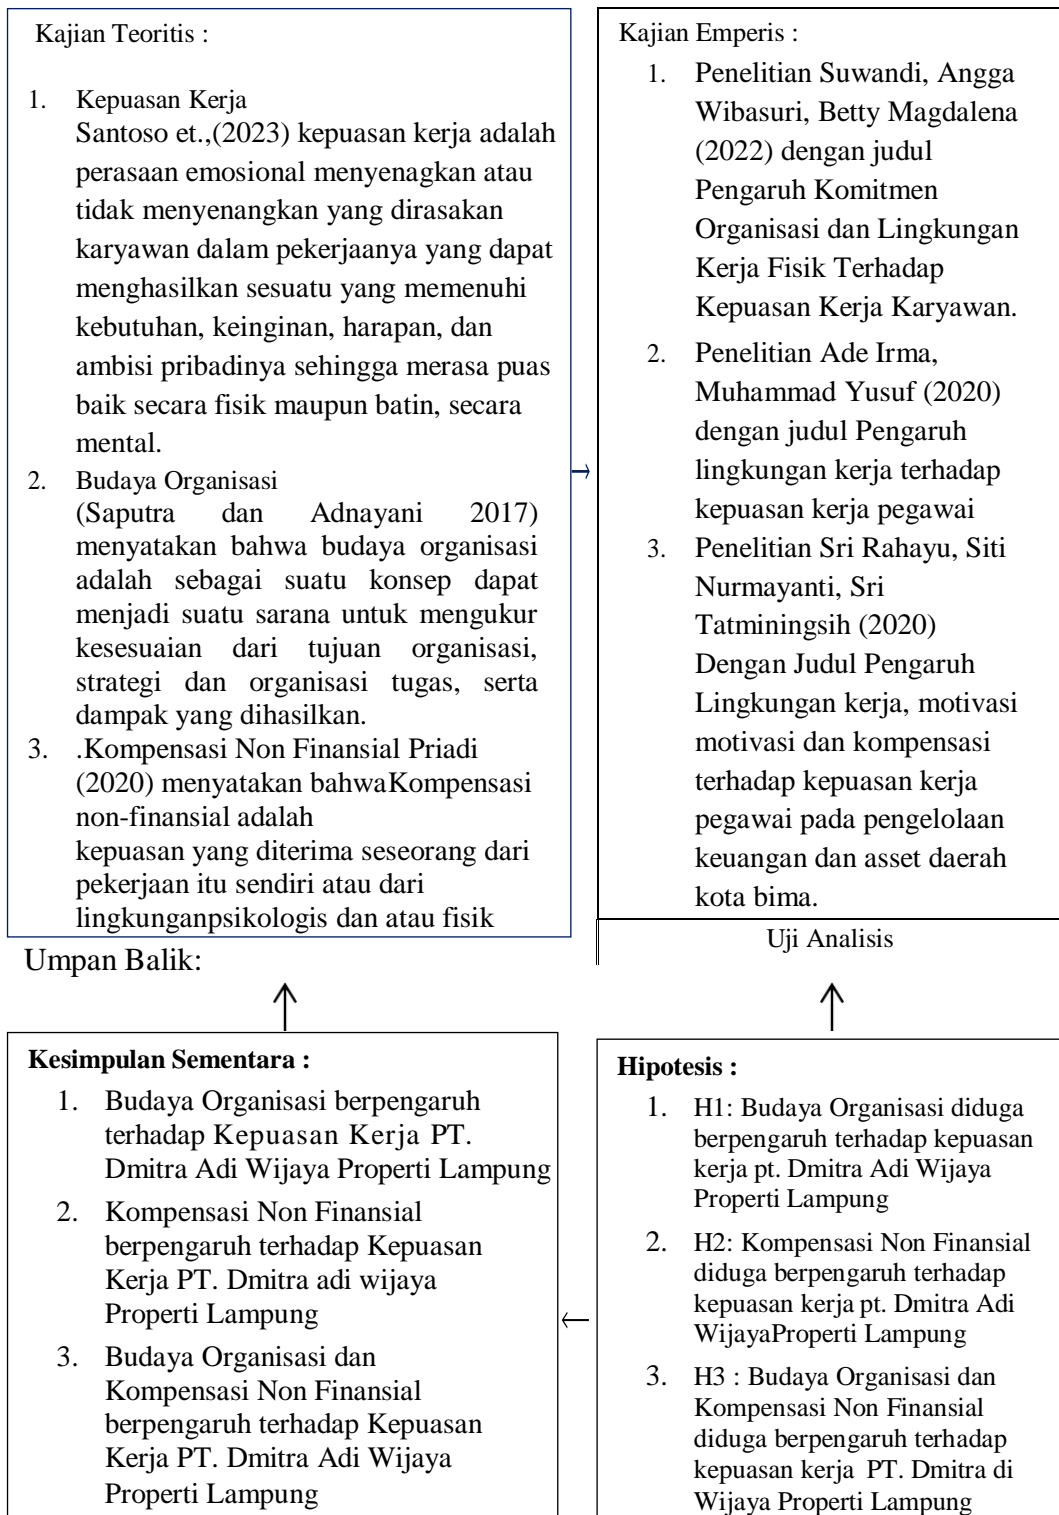 Kajian Teoritis :
1. Kepuasan Kerja
Santoso et.,(2023) kepuasan kerja adalah
perasaan emosional menyenagkan atau
tidak menyenangkan yang dirasakan
karyawan dalam pekerjaanya yang dapat
menghasilkan sesuatu yang memenuhi
kebutuhan, keinginan, harapan, dan
ambisi pribadinya sehingga merasa puas
baik secara fisik maupun batin, secara
mental.
2. Budaya Organisasi
(Saputra dan Adnayani 2017)
menyatakan bahwa budaya organisasi
adalah sebagai suatu konsep dapat
menjadi suatu sarana untuk mengukur
kesesuaian dari tujuan organisasi,
strategi dan organisasi tugas, serta
dampak yang dihasilkan.
3. .Kompensasi Non Finansial Priadi
(2020) menyatakan bahwaKompensasi
non-finansial adalah
kepuasan yang diterima seseorang dari
pekerjaan itu sendiri atau dari
lingkunganpsikologis dan atau fisik
→
Kajian Emperis :
1. Penelitian Suwandi, Angga
Wibasuri, Betty Magdalena
(2022) dengan judul
Pengaruh Komitmen
Organisasi dan Lingkungan
Kerja Fisik Terhadap
Kepuasan Kerja Karyawan.
2. Penelitian Ade Irma,
Muhammad Yusuf (2020)
dengan judul Pengaruh
lingkungan kerja terhadap
kepuasan kerja pegawai
3. Penelitian Sri Rahayu, Siti
Nurmayanti, Sri
Tatminingsih (2020)
Dengan Judul Pengaruh
Lingkungan kerja, motivasi
motivasi dan kompensasi
terhadap kepuasan kerja
pegawai pada pengelolaan
keuangan dan asset daerah
kota bima.
Umpan Balik:
Uji Analisis
Kesimpulan Sementara :
1. Budaya Organisasi berpengaruh
terhadap Kepuasan Kerja PT.
Dmitra Adi Wijaya Properti Lampung
2. Kompensasi Non Finansial
berpengaruh terhadap Kepuasan
Kerja PT. Dmitra adi wijaya
Properti Lampung
3. Budaya Organisasi dan
Kompensasi Non Finansial
berpengaruh terhadap Kepuasan
Kerja PT. Dmitra Adi Wijaya
Properti Lampung
←
Hipotesis :
1. H1: Budaya Organisasi diduga
berpengaruh terhadap kepuasan
kerja pt. Dmitra Adi Wijaya
Properti Lampung
2. H2: Kompensasi Non Finansial
diduga berpengaruh terhadap
kepuasan kerja pt. Dmitra Adi
WijayaProperti Lampung
3. H3 : Budaya Organisasi dan
Kompensasi Non Finansial
diduga berpengaruh terhadap
kepuasan kerja PT. Dmitra di
Wijaya Properti Lampung